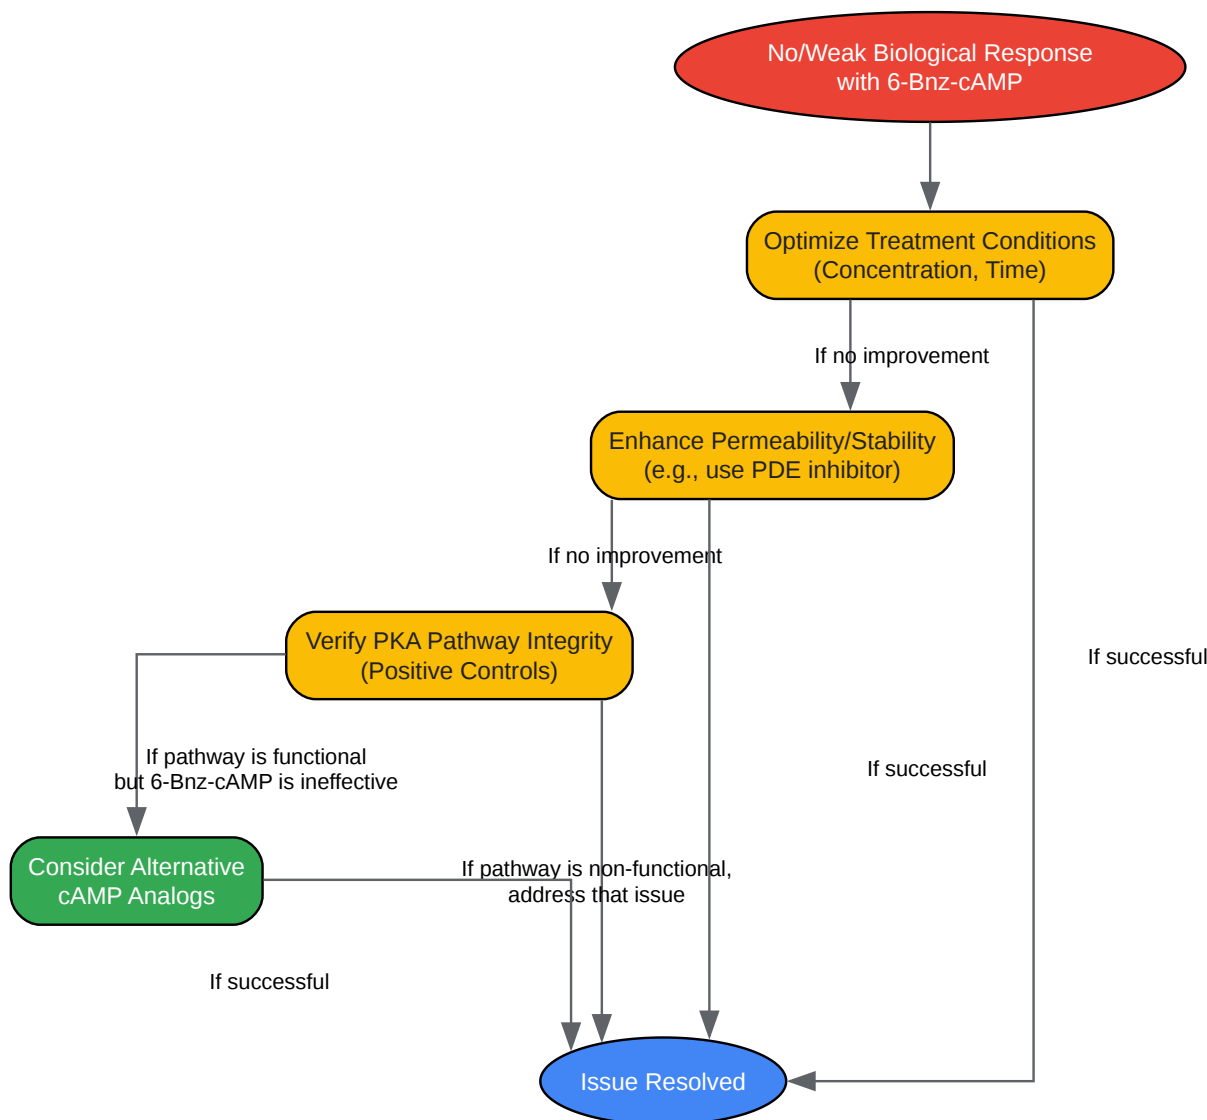 No/Weak Biological Response
with 6-Bnz-cAMP
Optimize Treatment Conditions
(Concentration, Time)
If no improvement
Enhance Permeability/Stability
(e.g., use PDE inhibitor)
If no improvement
Verify PKA Pathway Integrity
(Positive Controls)
If successful
If pathway is functional
but 6-Bnz-cAMP is ineffective
If successful
Consider Alternative
cAMP Analogs
If pathway is non-functional,
address that issue
If successful
Issue Resolved